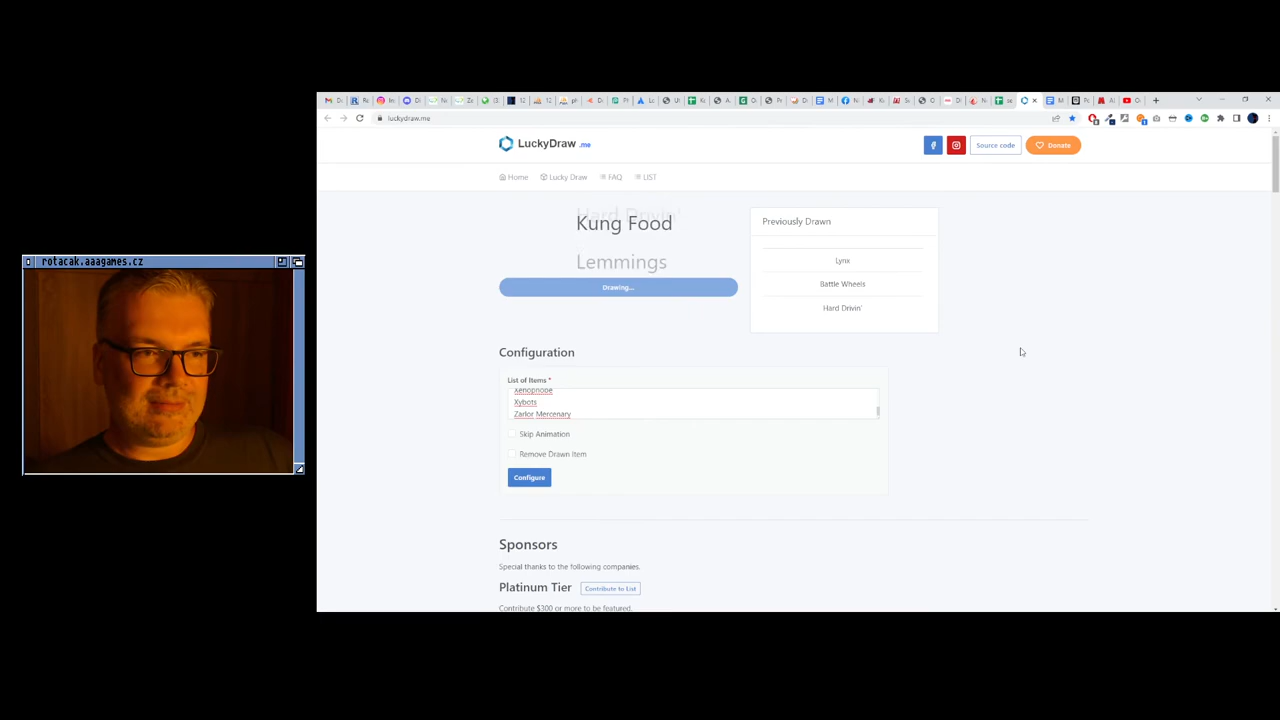 rotacak.aaagames.cz
luckydraw.me
LuckyDraw .me
Source code
Donate
Home
Lucky Draw
FAQ
LIST
Hard Drivin'
Kung Food
Lemmings
Drawing...
Previously Drawn
Lynx
Battle Wheels
Hard Drivin'
Configuration
List of Items *
Xenophobe
Xybots
Zarlor Mercenary
Skip Animation
Remove Drawn Item
Configure
Sponsors
Special thanks to the following companies.
Platinum Tier
Contribute to List
Contribute $300 or more to be featured.